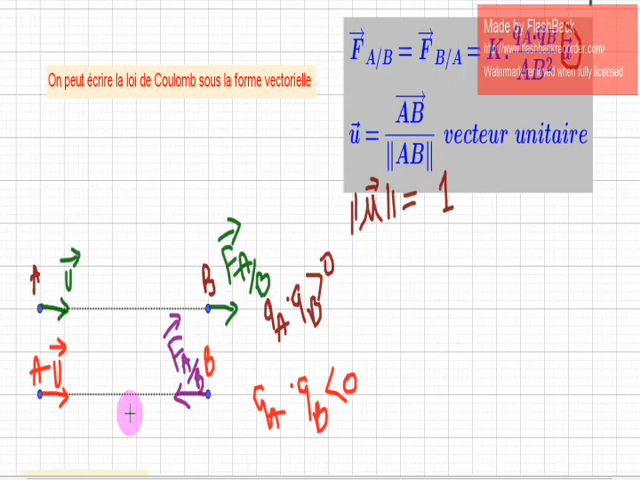 Made by FlashBack
http://www.flashbackrecorder.com/
Watermark removed when fully licensed
On peut écrire la loi de Coulomb sous la forme vectorielle
F⃗ A/B = F⃗ B/A = K. qA.qB / AB² u⃗
u⃗ = AB⃗ / ‖AB‖ vecteur unitaire
‖u⃗‖ = 1
A U⃗ B F⃗ A/B
qA.qB > 0
A U⃗ F⃗ A/B B
qA.qB < 0